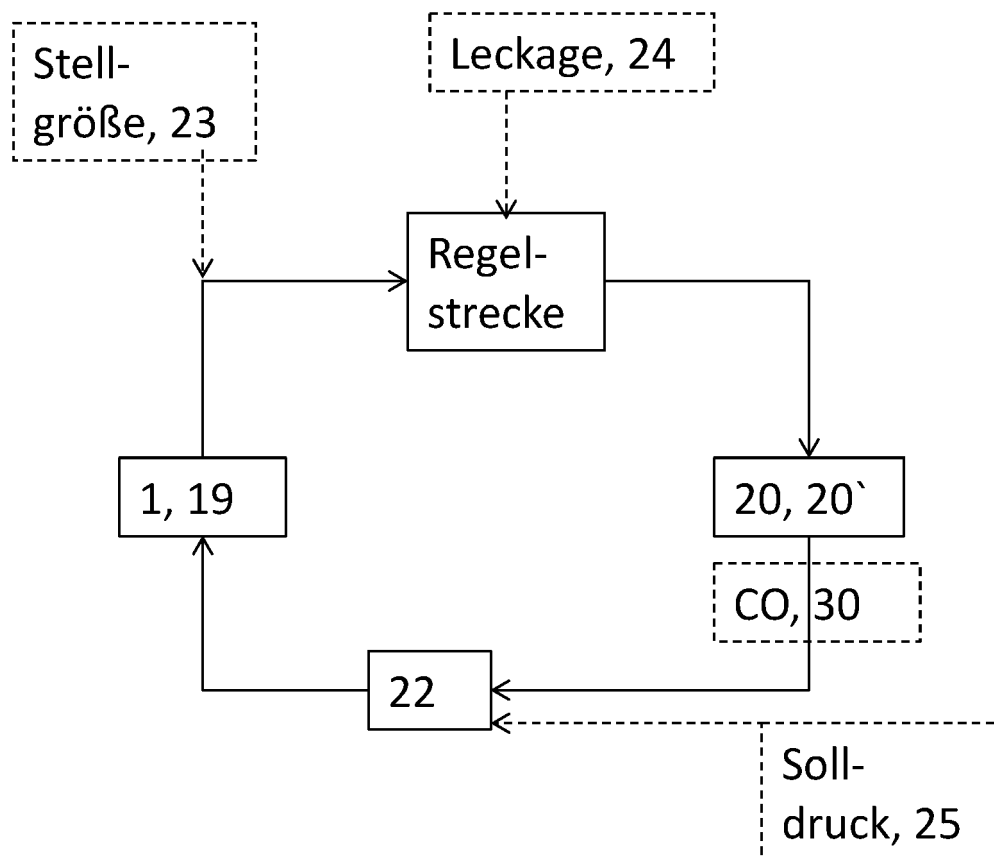 Stell-
größe, 23
Leckage, 24
Regel-
strecke
1, 19
20, 20`
CO, 30
22
Soll-
druck, 25